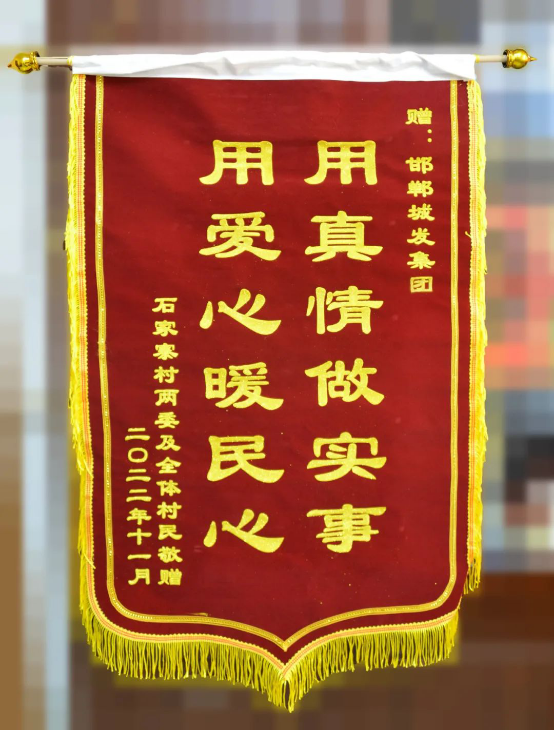 赠：邯郸城发集团
用真情做实事
用爱心暖民心
石家寨村两委及全体村民敬赠
二〇二二年十一月